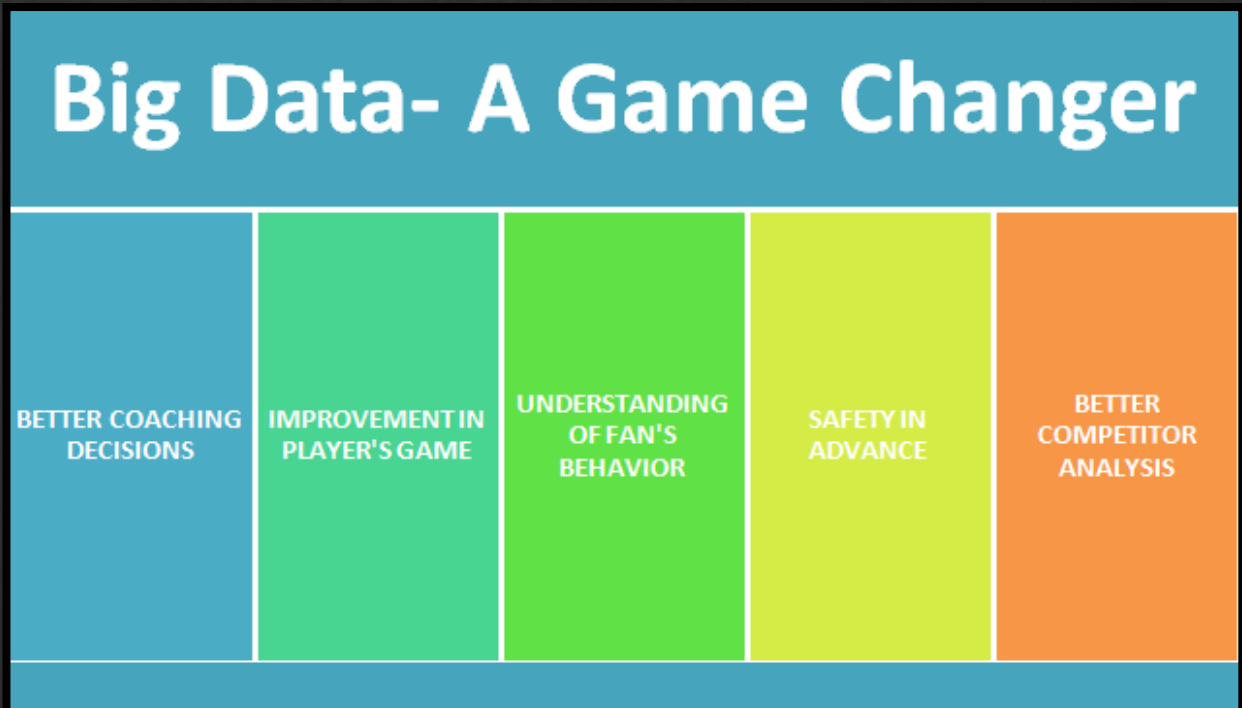 Big Data- A Game Changer
BETTER COACHING
DECISIONS
IMPROVEMENT IN
PLAYER'S GAME
UNDERSTANDING
OF FAN'S
BEHAVIOR
SAFETY IN
ADVANCE
BETTER
COMPETITOR
ANALYSIS